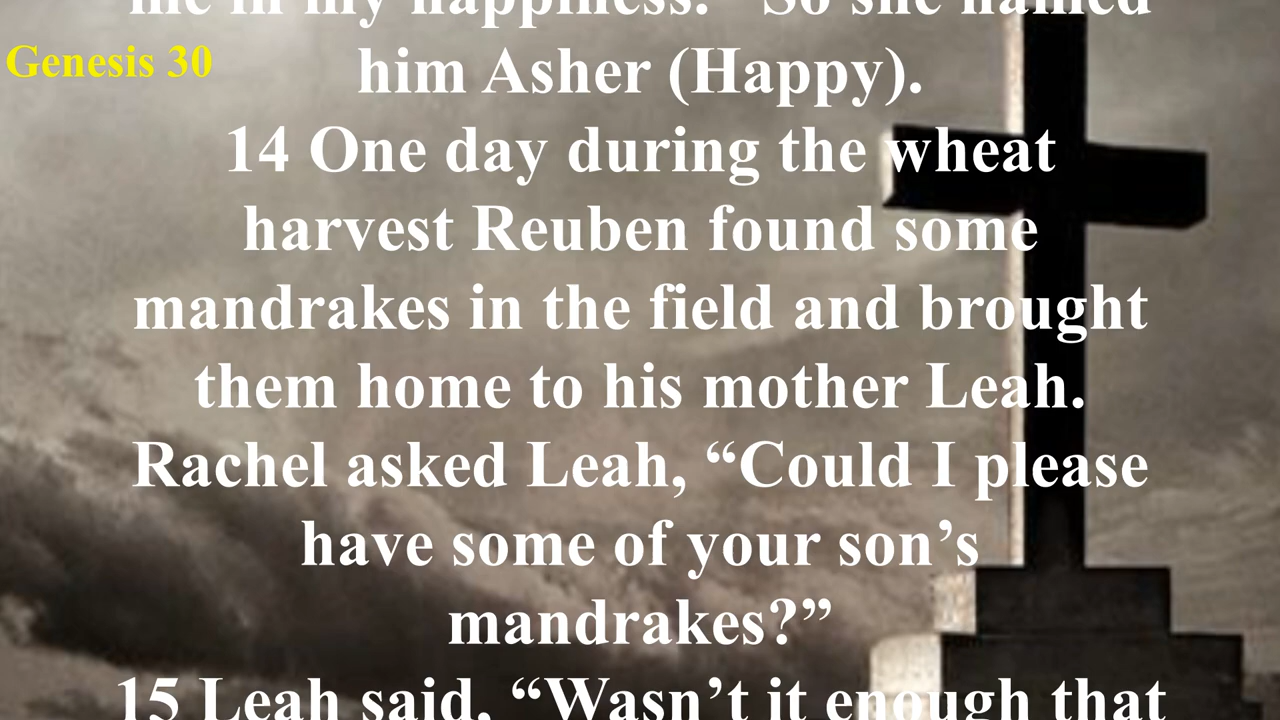 me in my happiness.” So she named
Genesis 30
him Asher (Happy).
14 One day during the wheat
harvest Reuben found some
mandrakes in the field and brought
them home to his mother Leah.
Rachel asked Leah, “Could I please
have some of your son’s
mandrakes?”
15 Leah said, “Wasn’t it enough that